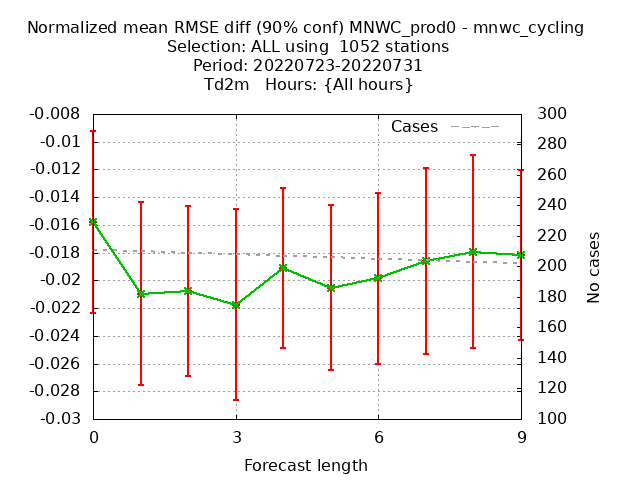 Normalized mean RMSE diff (90% conf) MNWC_prod0 - mnwc_cycling
Selection: ALL using  1052 stations
Period: 20220723-20220731
Td2m   Hours: {All hours}
-0.008
-0.01
-0.012
-0.014
-0.016
-0.018
-0.02
-0.022
-0.024
-0.026
-0.028
-0.03
Cases
300
280
260
240
220
200
180
160
140
120
100
No cases
0 3 6 9
Forecast length